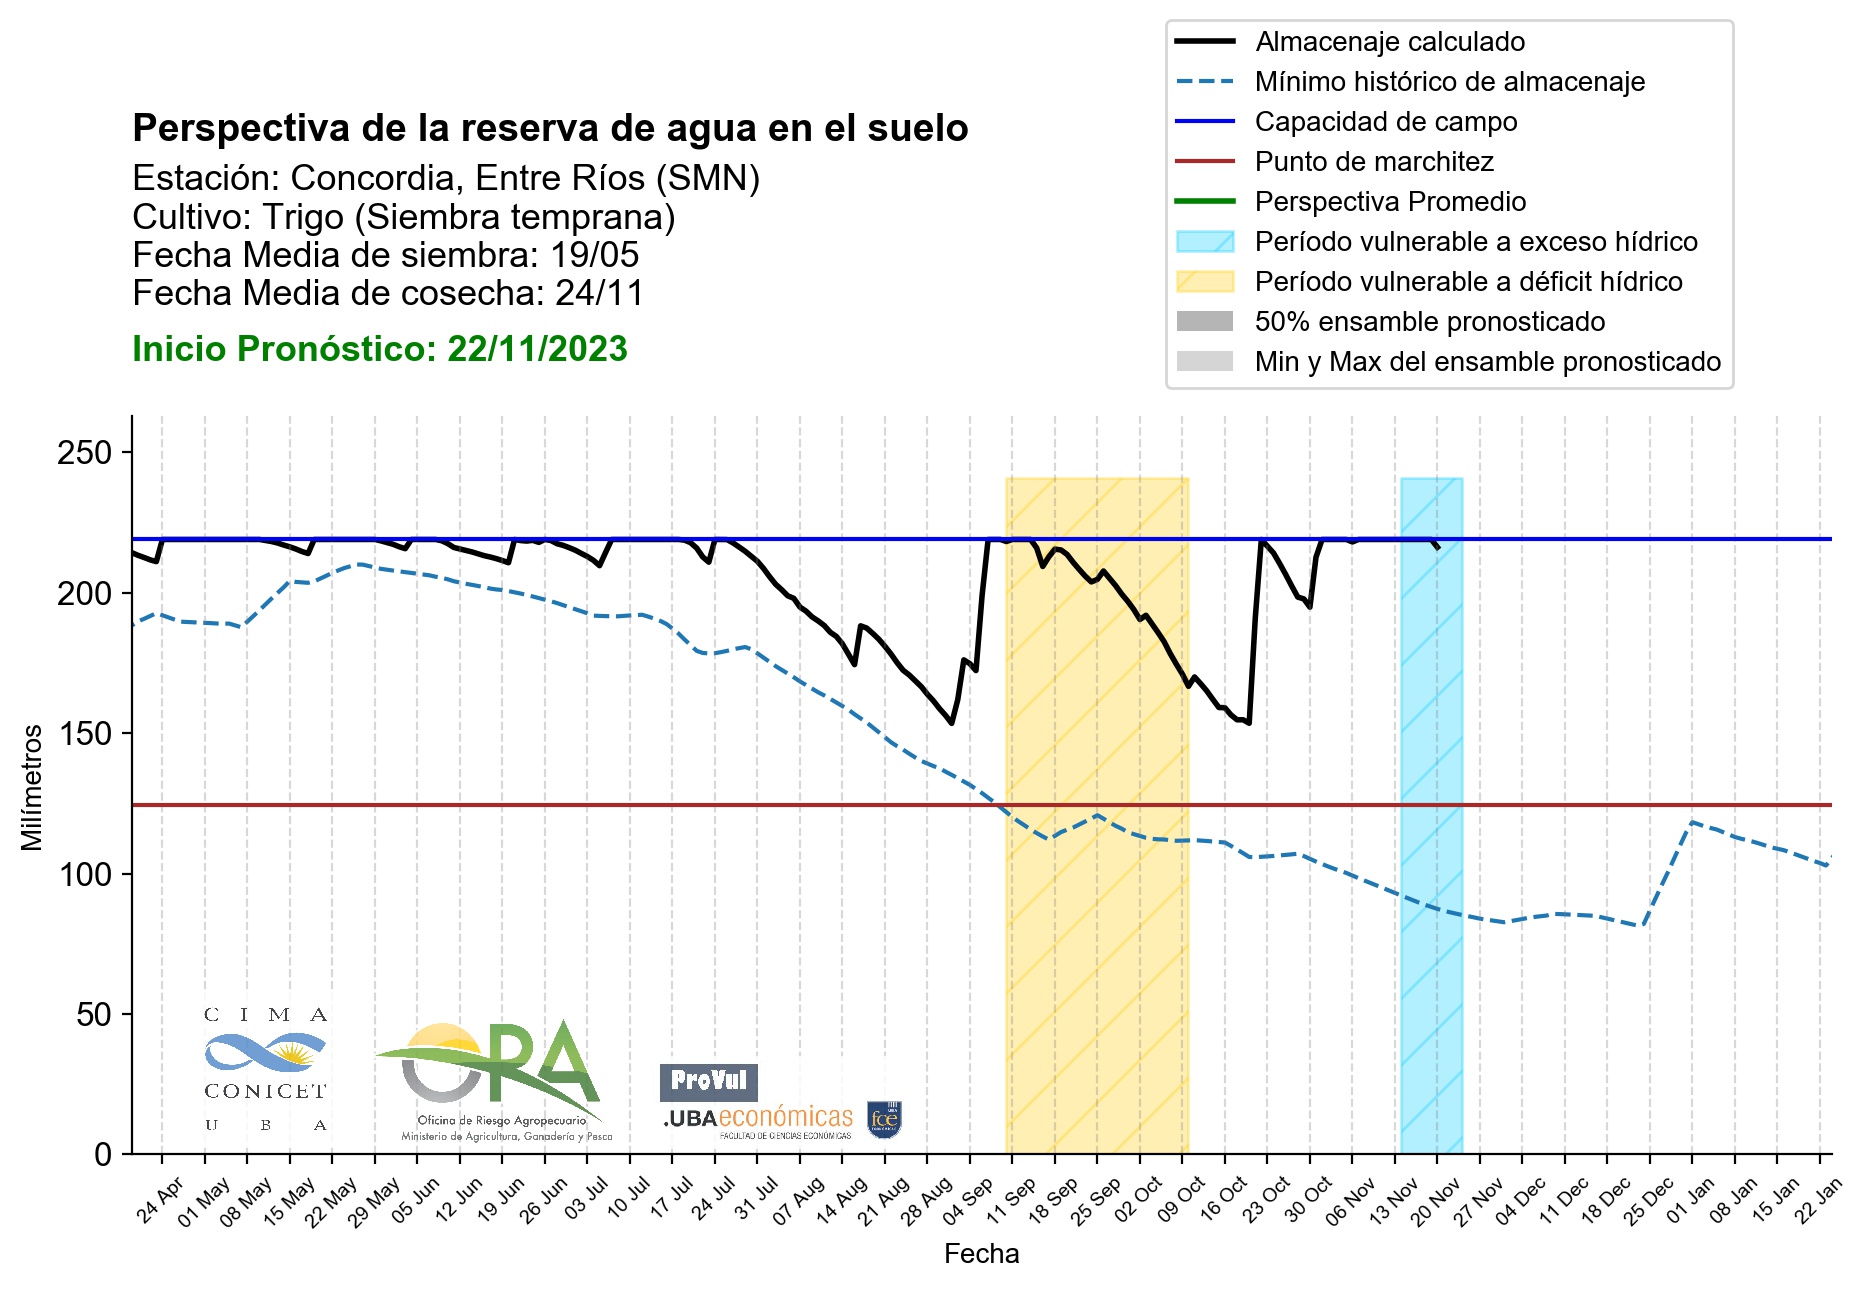 Almacenaje calculado
Mínimo histórico de almacenaje
Capacidad de campo
Punto de marchitez
Perspectiva Promedio
Período vulnerable a exceso hídrico
Período vulnerable a déficit hídrico
50% ensamble pronosticado
Min y Max del ensamble pronosticado
Perspectiva de la reserva de agua en el suelo
Estación: Concordia, Entre Ríos (SMN)
Cultivo: Trigo (Siembra temprana)
Fecha Media de siembra: 19/05
Fecha Media de cosecha: 24/11
Inicio Pronóstico: 22/11/2023
250
200
150
100
50
0
Milímetros
C I M A
CONICET
U B A
ORA
Oficina de Riesgo Agropecuario
Ministerio de Agricultura, Ganadería y Pesca
ProVul
.UBAeconómicas
FACULTAD DE CIENCIAS ECONÓMICAS
UBA
fce
24 Apr
01 May
08 May
15 May
22 May
29 May
05 Jun
12 Jun
19 Jun
26 Jun
03 Jul
10 Jul
17 Jul
24 Jul
31 Jul
07 Aug
14 Aug
21 Aug
28 Aug
04 Sep
11 Sep
18 Sep
25 Sep
02 Oct
09 Oct
16 Oct
23 Oct
30 Oct
06 Nov
13 Nov
20 Nov
27 Nov
04 Dec
11 Dec
18 Dec
25 Dec
01 Jan
08 Jan
15 Jan
22 Jan
Fecha